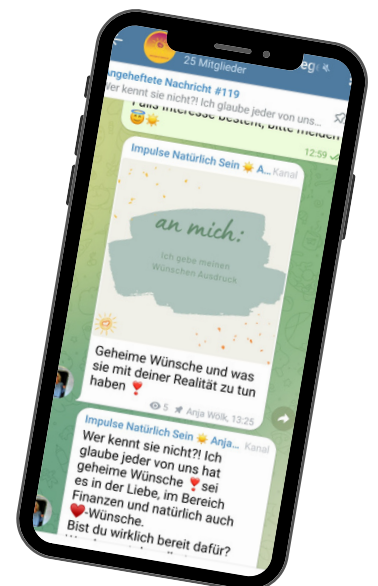 eg
25 Mitglieder
Angeheftete Nachricht #119
Wer kennt sie nicht?! Ich glaube jeder von uns...
Falls Interesse besteht, bitte melden
😇☀️
12:59
Impulse Natürlich Sein ☀️ A... Kanal
an mich:
Ich gebe meinen
Wünschen Ausdruck
Geheime Wünsche und was
sie mit deiner Realität zu tun
haben ❣️
5 Anja Wölk, 13:25
Impulse Natürlich Sein ☀️ Anja... Kanal
Wer kennt sie nicht?! Ich
glaube jeder von uns hat
geheime Wünsche ❣️sei
es in der Liebe, im Bereich
Finanzen und natürlich auch
♥️-Wünsche.
Bist du wirklich bereit dafür?